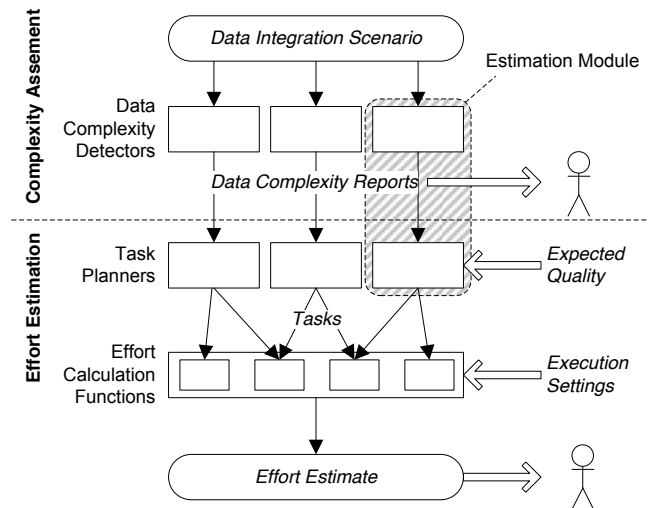 Data Integration Scenario
Complexity Assement
Estimation Module
Data
Complexity
Detectors
Data Complexity Reports
Effort Estimation
Task
Planners
Expected
Quality
Tasks
Effort
Calculation
Functions
Execution
Settings
Effort Estimate